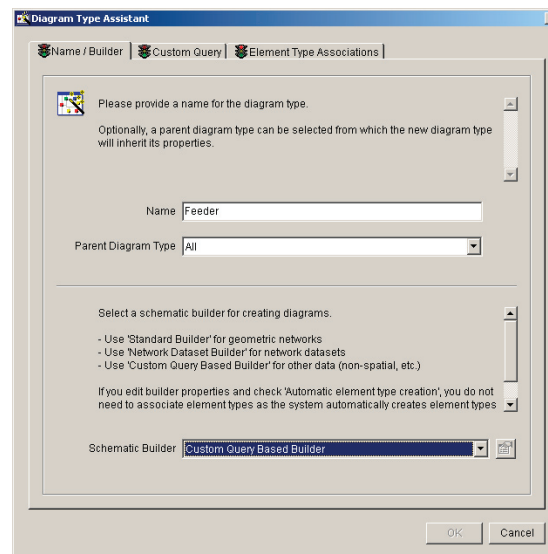 Diagram Type Assistant
Name / Builder
Custom Query
Element Type Associations
Please provide a name for the diagram type.
Optionally, a parent diagram type can be selected from which the new diagram type
will inherit its properties.
Name
Feeder
Parent Diagram Type
All
Select a schematic builder for creating diagrams.
- Use 'Standard Builder' for geometric networks
- Use 'Network Dataset Builder' for network datasets
- Use 'Custom Query Based Builder' for other data (non-spatial, etc.)
If you edit builder properties and check 'Automatic element type creation', you do not
need to associate element types as the system automatically creates element types
Schematic Builder
Custom Query Based Builder
OK
Cancel